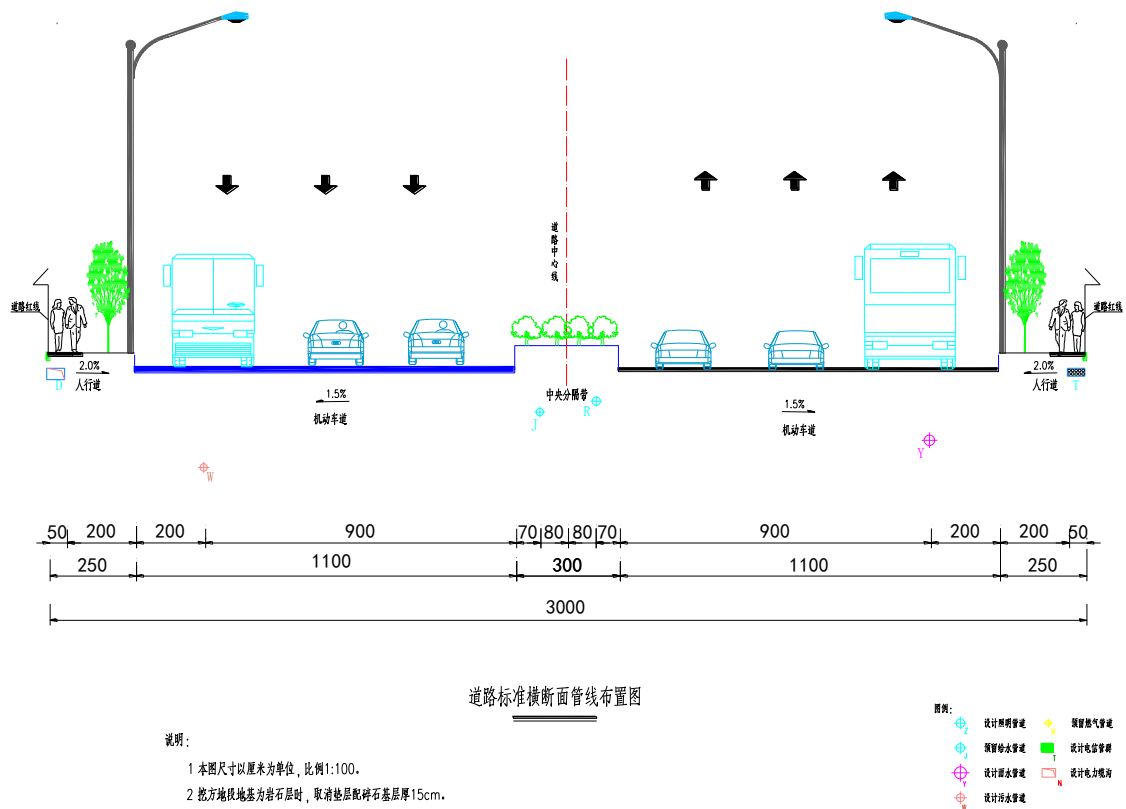 道路中心线
道路红线
道路红线
2.0%
D
人行道
1.5%
机动车道
中央分隔带
J
R
1.5%
机动车道
2.0%
T
人行道
Y
W
50 200 200 900 70 80 80 70 900 200 200 50
250 1100 300 1100 250
3000
道路标准横断面管线布置图
说明：
1 本图尺寸以厘米为单位，比例1:100。
2 挖方地段地基为岩石层时，取消垫层配碎石基层厚15cm。
图例：
设计照明管道 预留燃气管道
预留给水管道 T 设计电信管群
Y 设计雨水管道 N 设计电力缆沟
W 设计污水管道